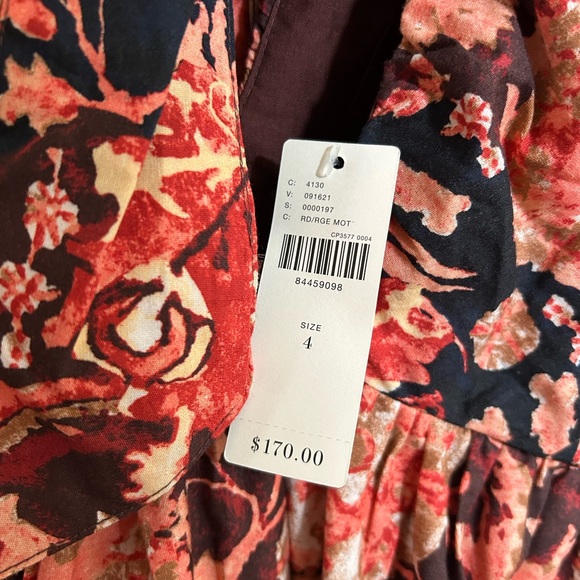 C: 4130
V: 091621
S: 0000197
C: RD/RGE MOT
CP3577 0004
84459098
SIZE
4
$170.00